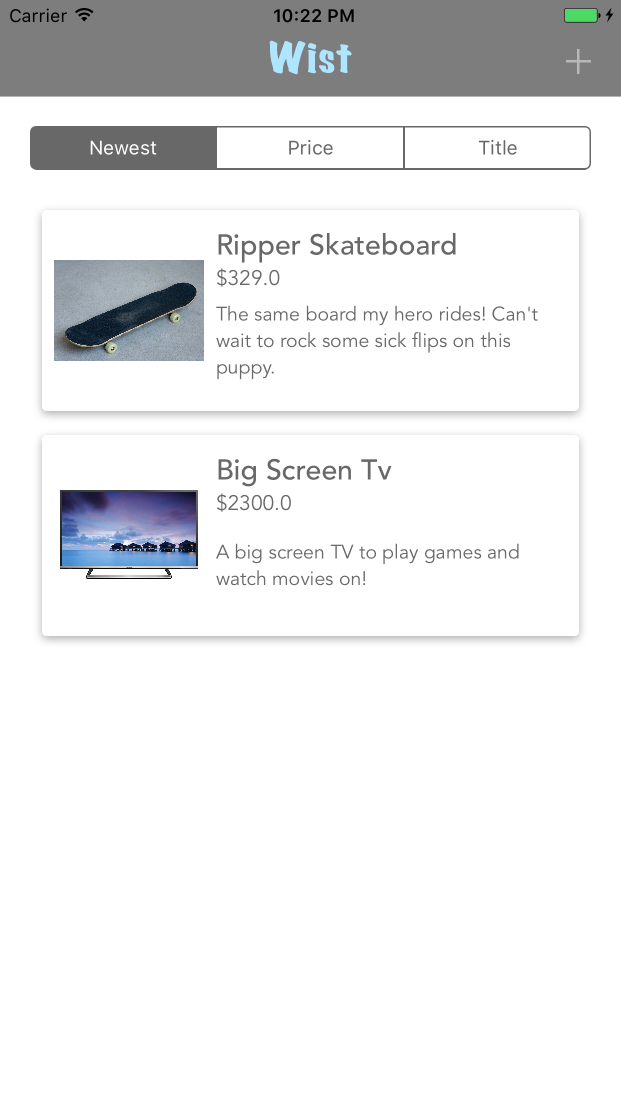 Carrier 10:22 PM
Wist
Newest Price Title
Ripper Skateboard
$329.0
The same board my hero rides! Can't
wait to rock some sick flips on this
puppy.
Big Screen Tv
$2300.0
A big screen TV to play games and
watch movies on!